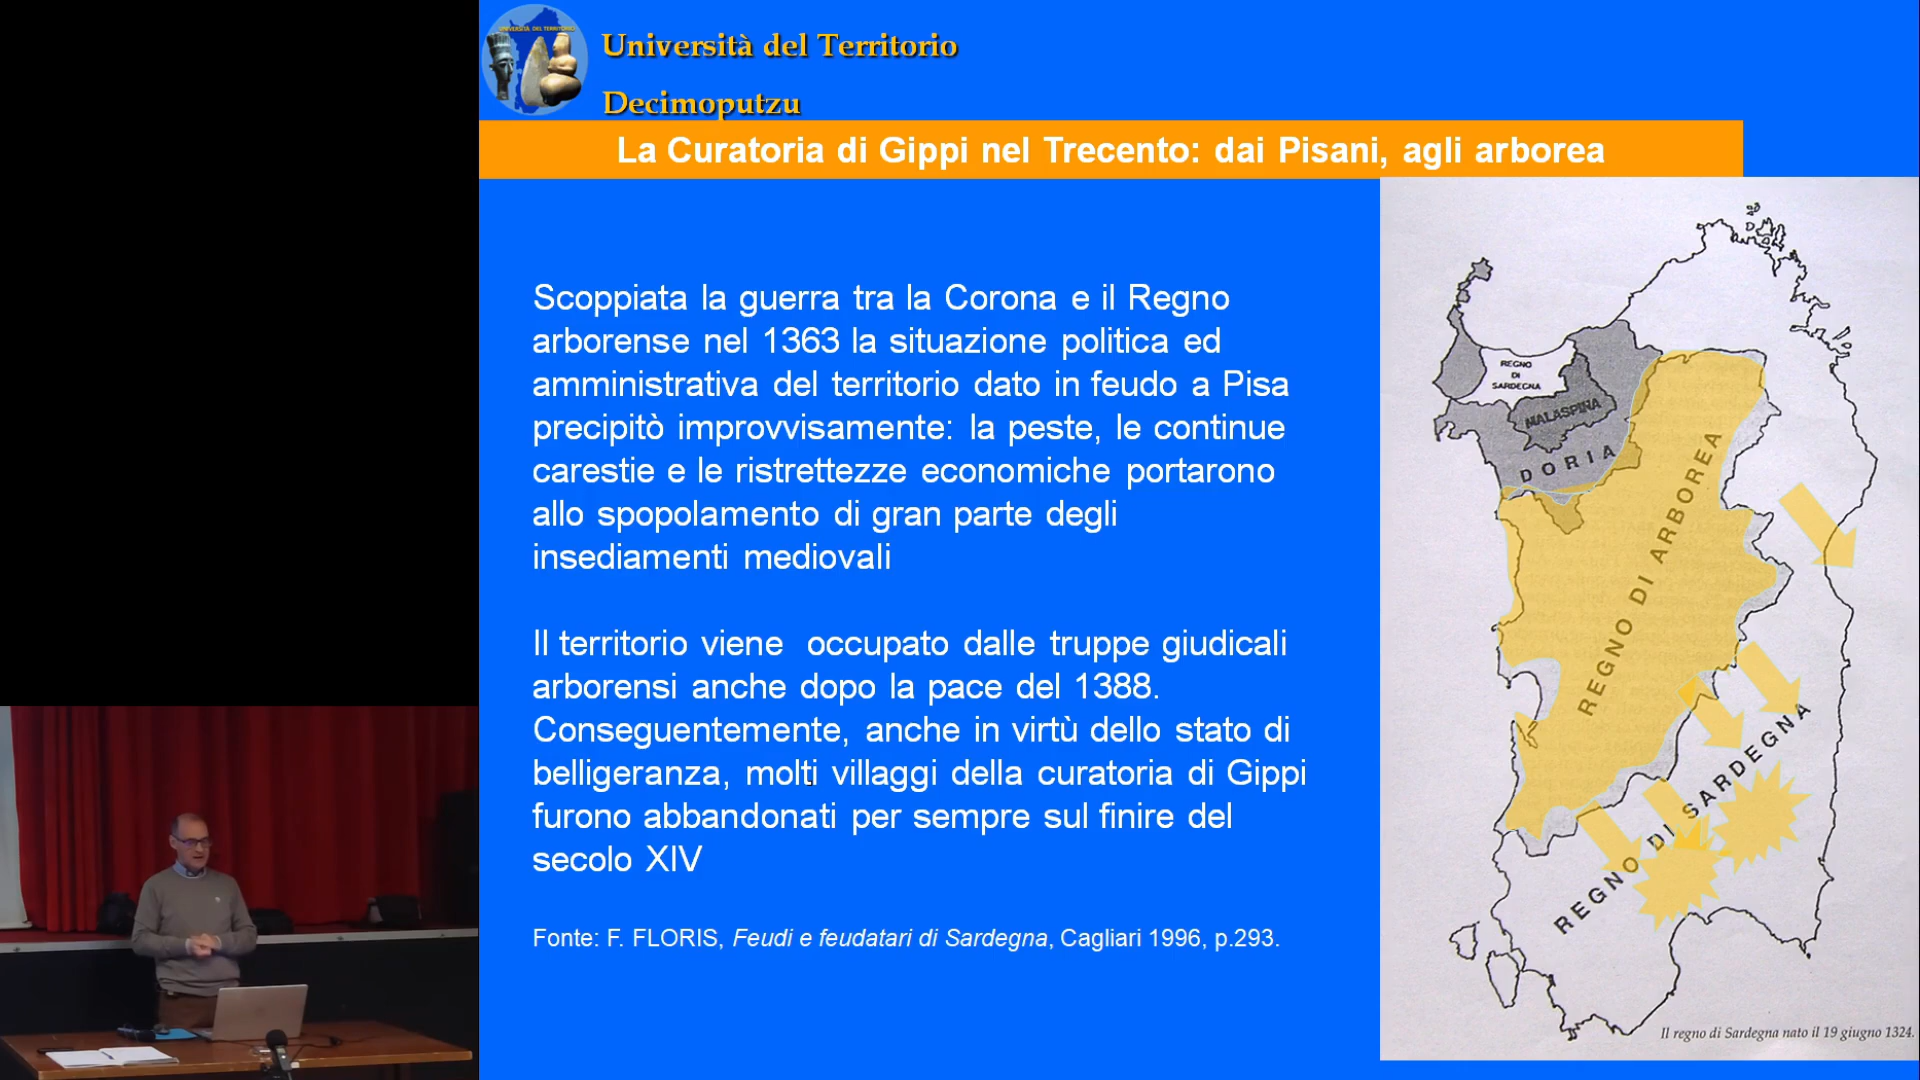 UNIVERSITÀ DEL TERRITORIO
Università del Territorio
Decimoputzu
La Curatoria di Gippi nel Trecento: dai Pisani, agli arborea
Scoppiata la guerra tra la Corona e il Regno
arborense nel 1363 la situazione politica ed
amministrativa del territorio dato in feudo a Pisa
precipitò improvvisamente: la peste, le continue
carestie e le ristrettezze economiche portarono
allo spopolamento di gran parte degli
insediamenti mediovali
Il territorio viene occupato dalle truppe giudicali
arborensi anche dopo la pace del 1388.
Conseguentemente, anche in virtù dello stato di
belligeranza, molti villaggi della curatoria di Gippi
furono abbandonati per sempre sul finire del
secolo XIV
Fonte: F. FLORIS, Feudi e feudatari di Sardegna, Cagliari 1996, p.293.
REGNO
DI
SARDEGNA
MALASPINA
DORIA
REGNO DI ARBOREA
REGNO DI SARDEGNA
Il regno di Sardegna nato il 19 giugno 1324.